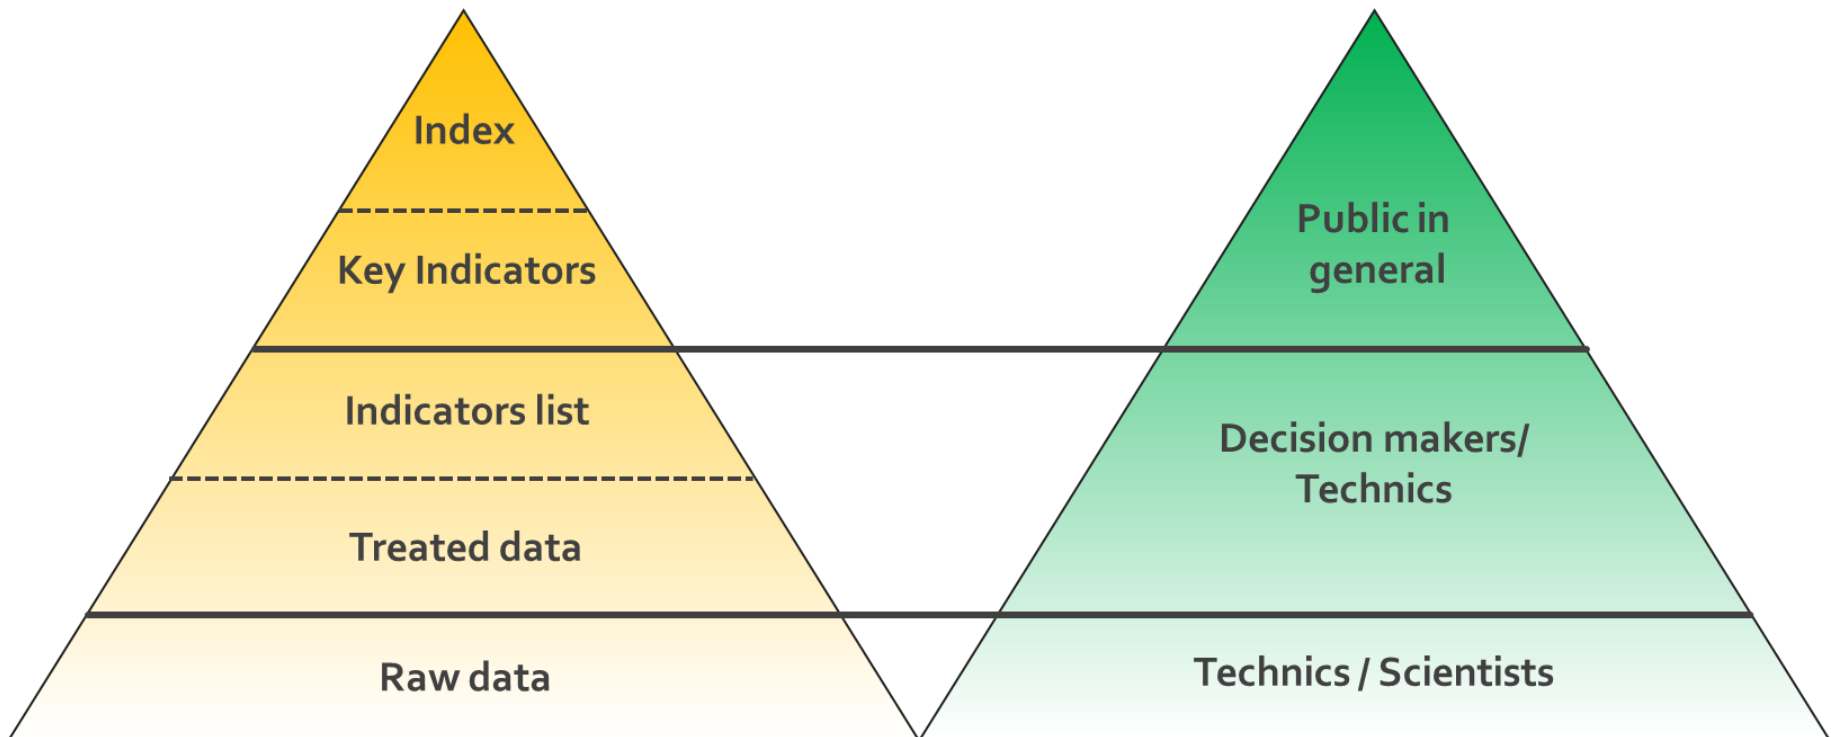 Index
Key Indicators
Indicators list
Treated data
Raw data
Public in
general
Decision makers/
Technics
Technics / Scientists